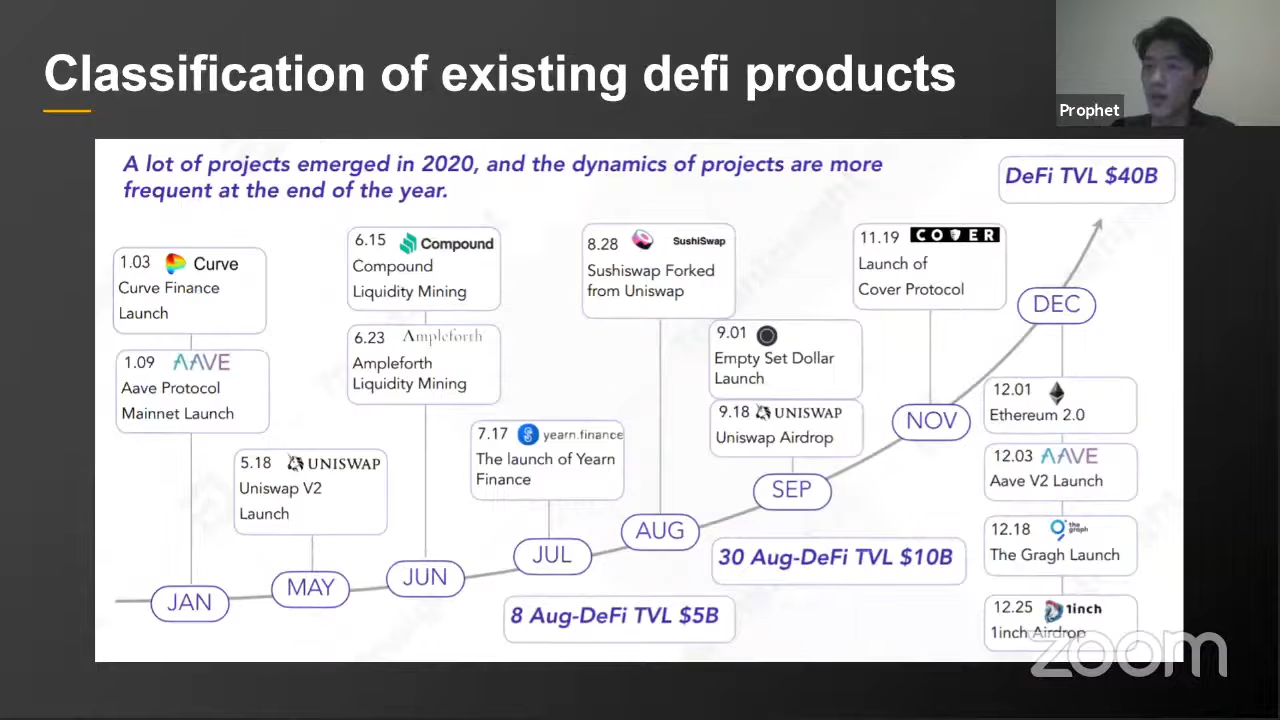 Classification of existing defi products
Prophet
A lot of projects emerged in 2020, and the dynamics of projects are more
frequent at the end of the year.
DeFi TVL $40B
1.03 Curve
Curve Finance
Launch
1.09 AAVE
Aave Protocol
Mainnet Launch
JAN
5.18 UNISWAP
Uniswap V2
Launch
MAY
6.15 Compound
Compound
Liquidity Mining
6.23 Ampleforth
Ampleforth
Liquidity Mining
JUN
7.17 yearn.finance
The launch of Yearn
Finance
JUL
8 Aug-DeFi TVL $5B
8.28 SushiSwap
Sushiswap Forked
from Uniswap
AUG
30 Aug-DeFi TVL $10B
9.01
Empty Set Dollar
Launch
9.18 UNISWAP
Uniswap Airdrop
SEP
11.19 COVER
Launch of
Cover Protocol
NOV
DEC
12.01
Ethereum 2.0
12.03 AAVE
Aave V2 Launch
12.18 the graph
The Gragh Launch
12.25 1inch
1inch Airdrop
zoom